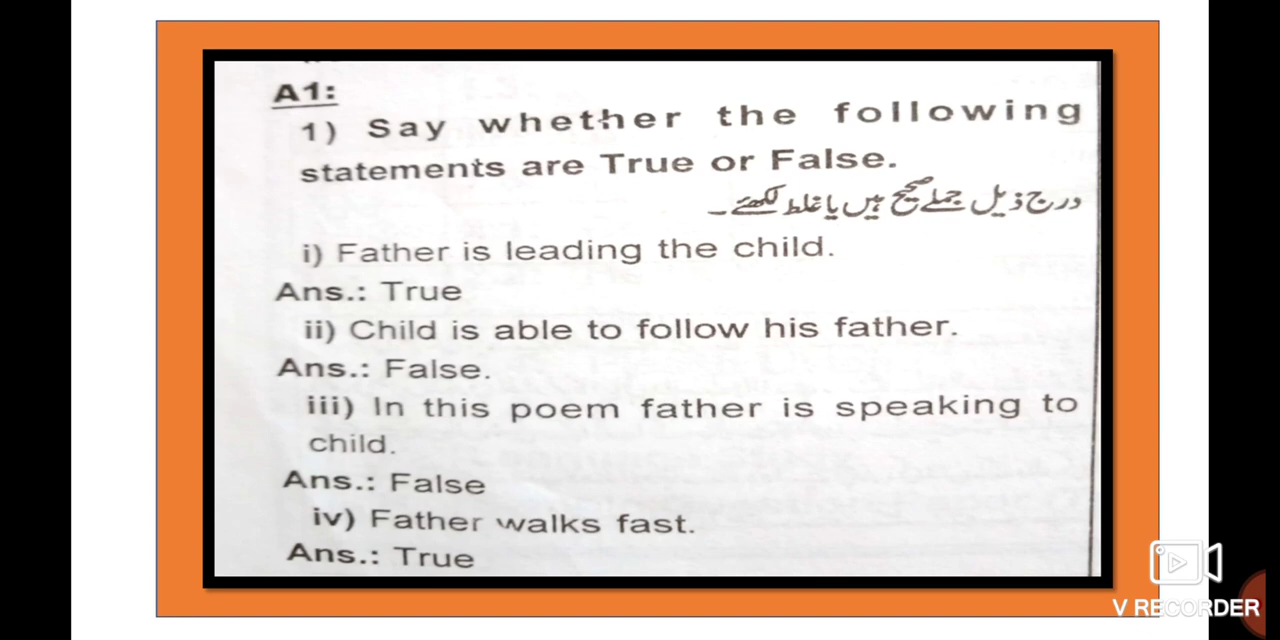 A1:
1) Say whether the following
statements are True or False.
درج ذیل جملے صحیح ہیں یا غلط لکھئے۔
i) Father is leading the child.
Ans.: True
ii) Child is able to follow his father.
Ans.: False.
iii) In this poem father is speaking to
child.
Ans.: False
iv) Father walks fast.
Ans.: True
V RECORDER